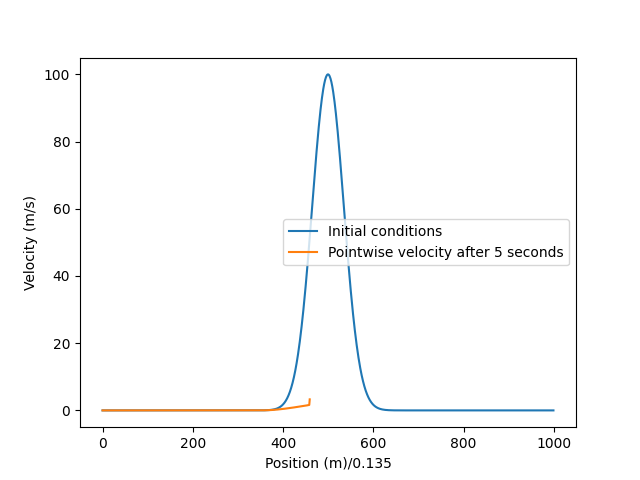 100
80
60
40
20
0
Velocity (m/s)
Initial conditions
Pointwise velocity after 5 seconds
0 200 400 600 800 1000
Position (m)/0.135